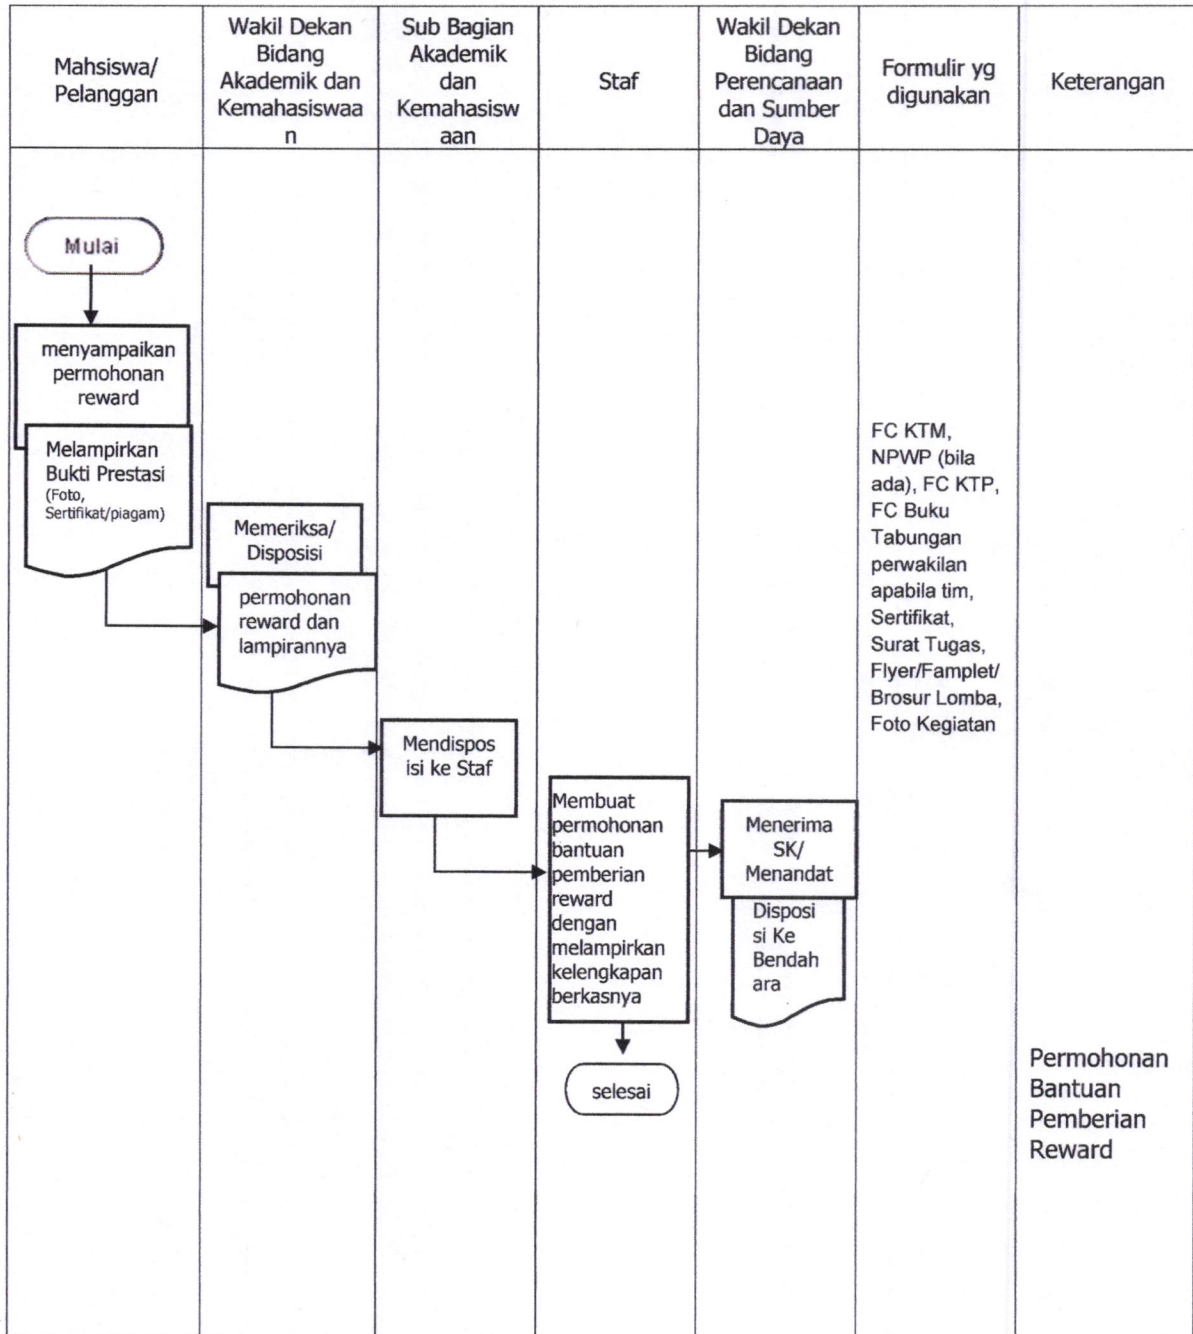 Mahsiswa/
Pelanggan
Wakil Dekan
Bidang
Akademik dan
Kemahasiswaa
n
Sub Bagian
Akademik
dan
Kemahasisw
aan
Staf
Wakil Dekan
Bidang
Perencanaan
dan Sumber
Daya
Formulir yg
digunakan
Keterangan
Mulai
menyampaikan
permohonan
reward
Melampirkan
Bukti Prestasi
(Foto,
Sertifikat/piagam)
Memeriksa/
Disposisi
permohonan
reward dan
lampirannya
Mendispos
isi ke Staf
Membuat
permohonan
bantuan
pemberian
reward
dengan
melampirkan
kelengkapan
berkasnya
selesai
Menerima
SK/
Menandat
Disposi
si Ke
Bendah
ara
FC KTM,
NPWP (bila
ada), FC KTP,
FC Buku
Tabungan
perwakilan
apabila tim,
Sertifikat,
Surat Tugas,
Flyer/Famplet/
Brosur Lomba,
Foto Kegiatan
Permohonan
Bantuan
Pemberian
Reward